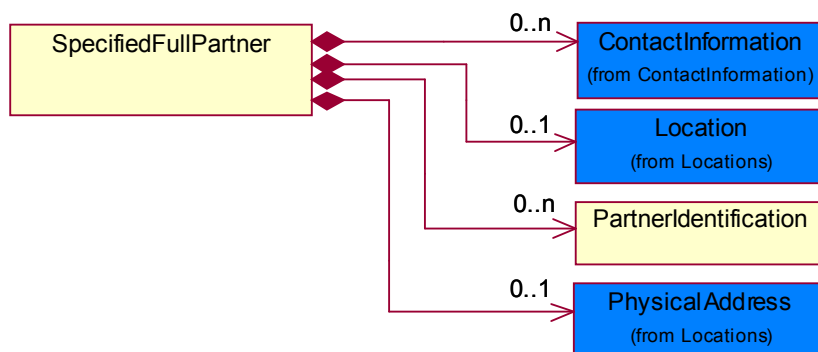 SpecifiedFullPartner
0..n
ContactInformation
(from ContactInformation)
0..1
Location
(from Locations)
0..n
PartnerIdentification
0..1
PhysicalAddress
(from Locations)